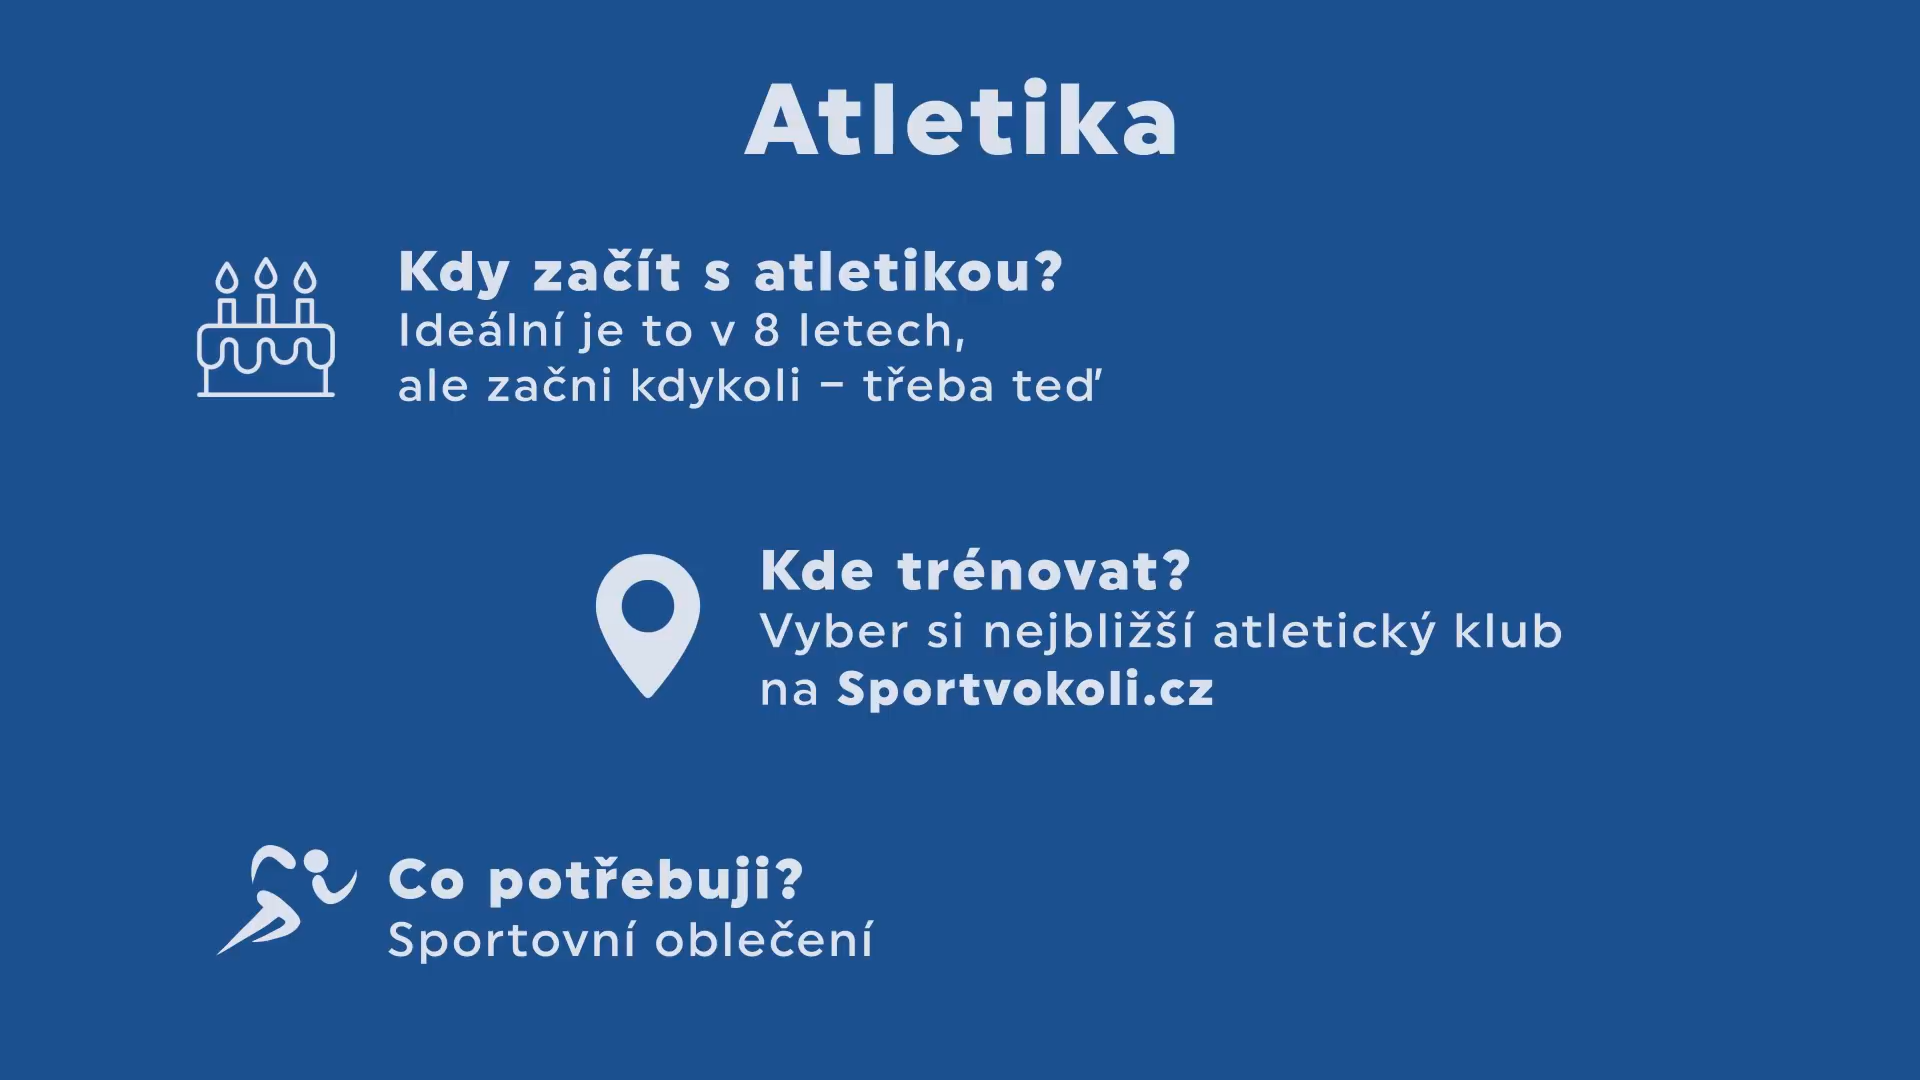 Atletika
Kdy začít s atletikou?
Ideální je to v 8 letech,
ale začni kdykoli – třeba teď
Kde trénovat?
Vyber si nejbližší atletický klub
na Sportvokoli.cz
Co potřebuji?
Sportovní oblečení